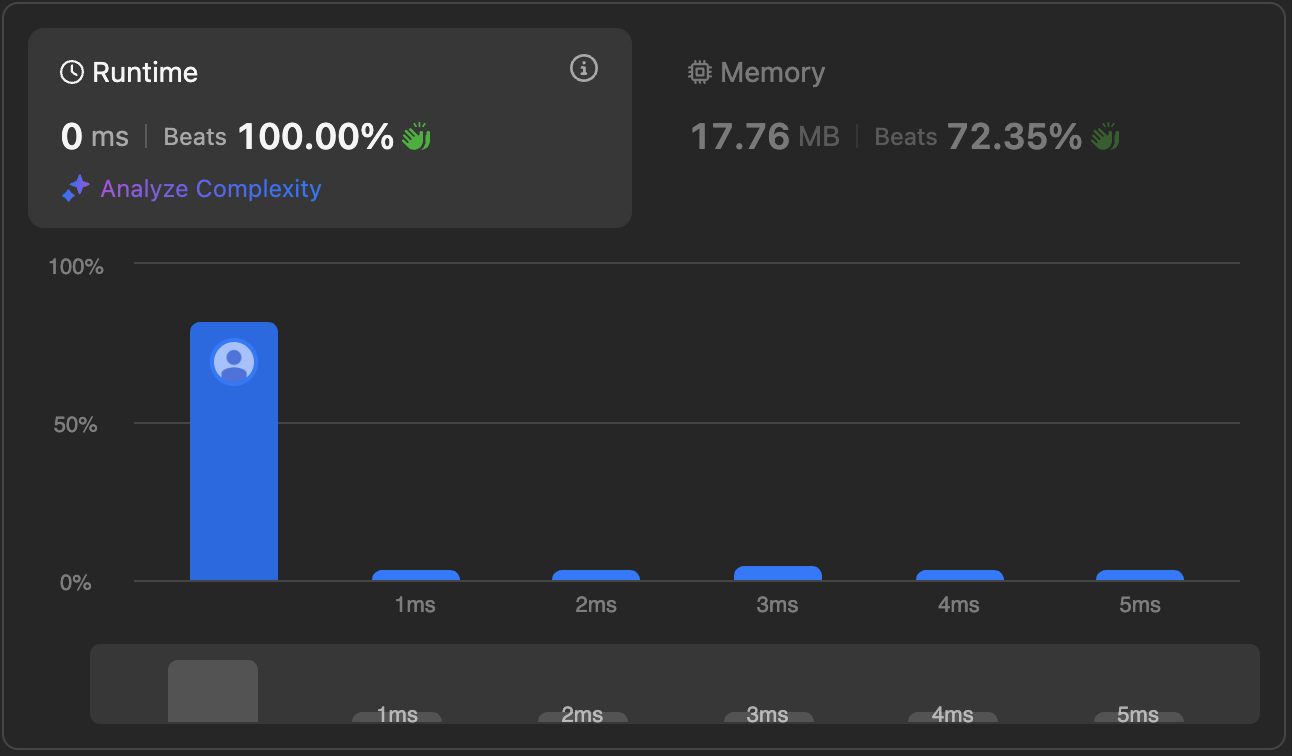 Runtime
0 ms | Beats 100.00%
Analyze Complexity
Memory
17.76 MB | Beats 72.35%
100%
50%
0%
1ms 2ms 3ms 4ms 5ms
1ms 2ms 3ms 4ms 5ms